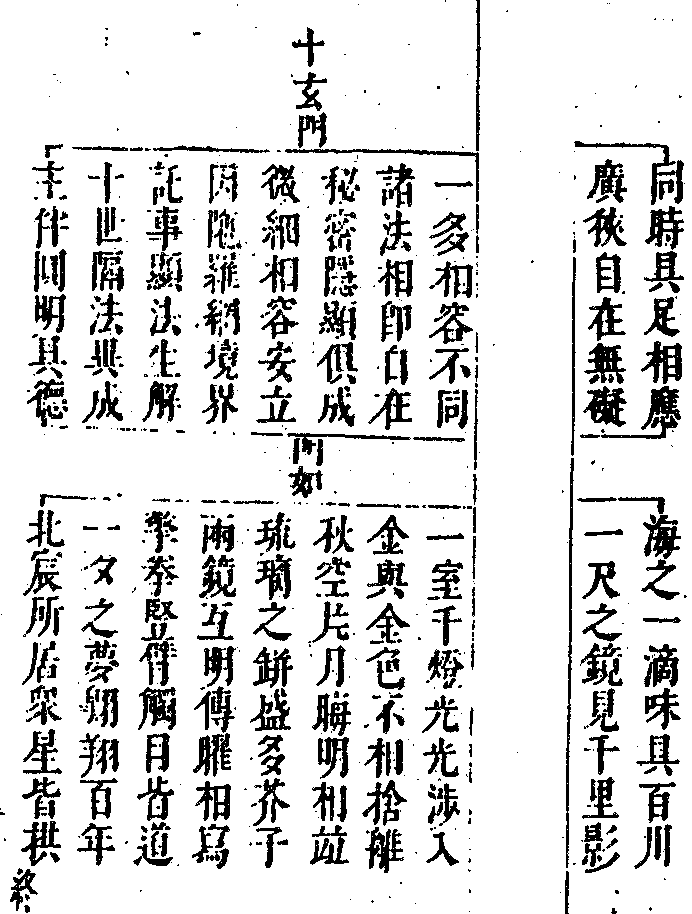 同時具足相應
廣狹自在無礙
海之一滴味具百川
一尺之鏡見千里影
十玄門
一多相容不同
諸法相即自在
秘密隱顯俱成
微細相容安立
因陀羅網境界
託事顯法生解
十世隔法異成
主伴圓明具德
門如
一室千燈光光涉入
金與金色不相捨離
秋空片月晦明相並
琉璃之缾盛多芥子
兩鏡互明傳曜相寫
擎拳豎臂觸目皆道
一夕之夢翺翔百年
北辰所居眾星皆拱
終